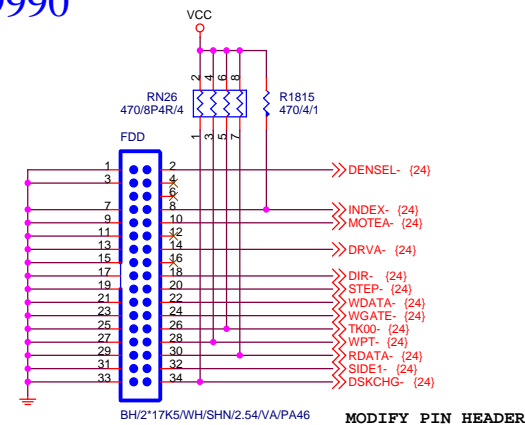 9990
VCC
2 4 6 8
RN26
470/8P4R/4
R1815
470/4/1
1 3 5 7
FDD
1 2 DENSEL- {24}
3 4
6
7 8 INDEX- {24}
9 10 MOTEA- {24}
11 12
13 14 DRVA- {24}
15 16
17 18 DIR- {24}
19 20 STEP- {24}
21 22 WDATA- {24}
23 24 WGATE- {24}
25 26 TK00- {24}
27 28 WPT- {24}
29 30 RDATA- {24}
31 32 SIDE1- {24}
33 34 DSKCHG- {24}
BH/2*17K5/WH/SHN/2.54/VA/PA46
MODIFY PIN HEADER